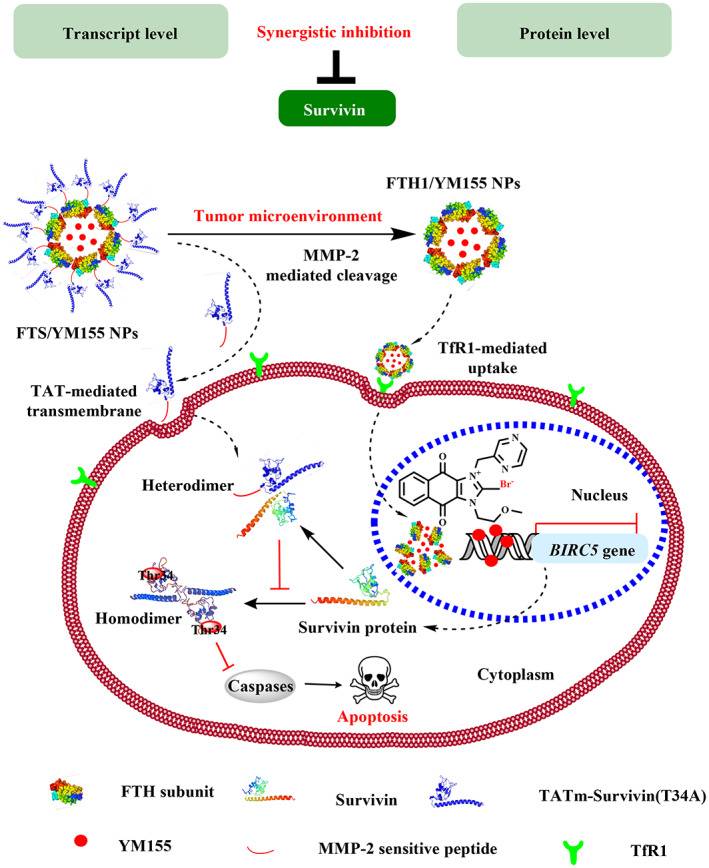 Transcript level
Synergistic inhibition
Protein level
Survivin
FTH1/YM155 NPs
Tumor microenvironment
MMP-2
mediated cleavage
FTS/YM155 NPs
TfR1-mediated
uptake
TAT-mediated
transmembrane
Heterodimer
N
N
O
N+
Br-
N
O
O
Nucleus
BIRC5 gene
Thr34
Homodimer
Thr34
Survivin protein
Caspases
Cytoplasm
Apoptosis
FTH subunit
Survivin
TATm-Survivin(T34A)
YM155
MMP-2 sensitive peptide
TfR1